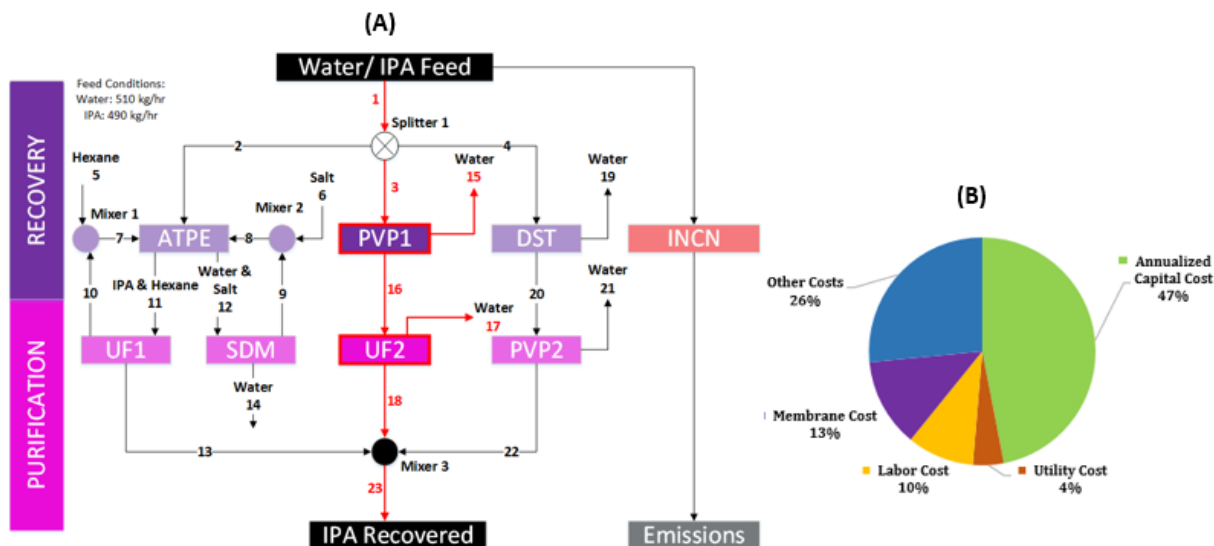 (A)
Water/ IPA Feed
Feed Conditions:
Water: 510 kg/hr
IPA: 490 kg/hr
RECOVERY
1
Splitter 1
2
4
Hexane
5
Salt
6
3
Water
15
Water
19
Mixer 1
Mixer 2
7
ATPE
8
PVP1
DST
INCN
10
IPA & Hexane
11
Water &
Salt
12
9
16
20
Water
21
Water
17
PURIFICATION
UF1
SDM
UF2
PVP2
Water
14
18
13
22
Mixer 3
23
IPA Recovered
Emissions
(B)
Annualized
Capital Cost
47%
Other Costs
26%
Membrane Cost
13%
Labor Cost
10%
Utility Cost
4%